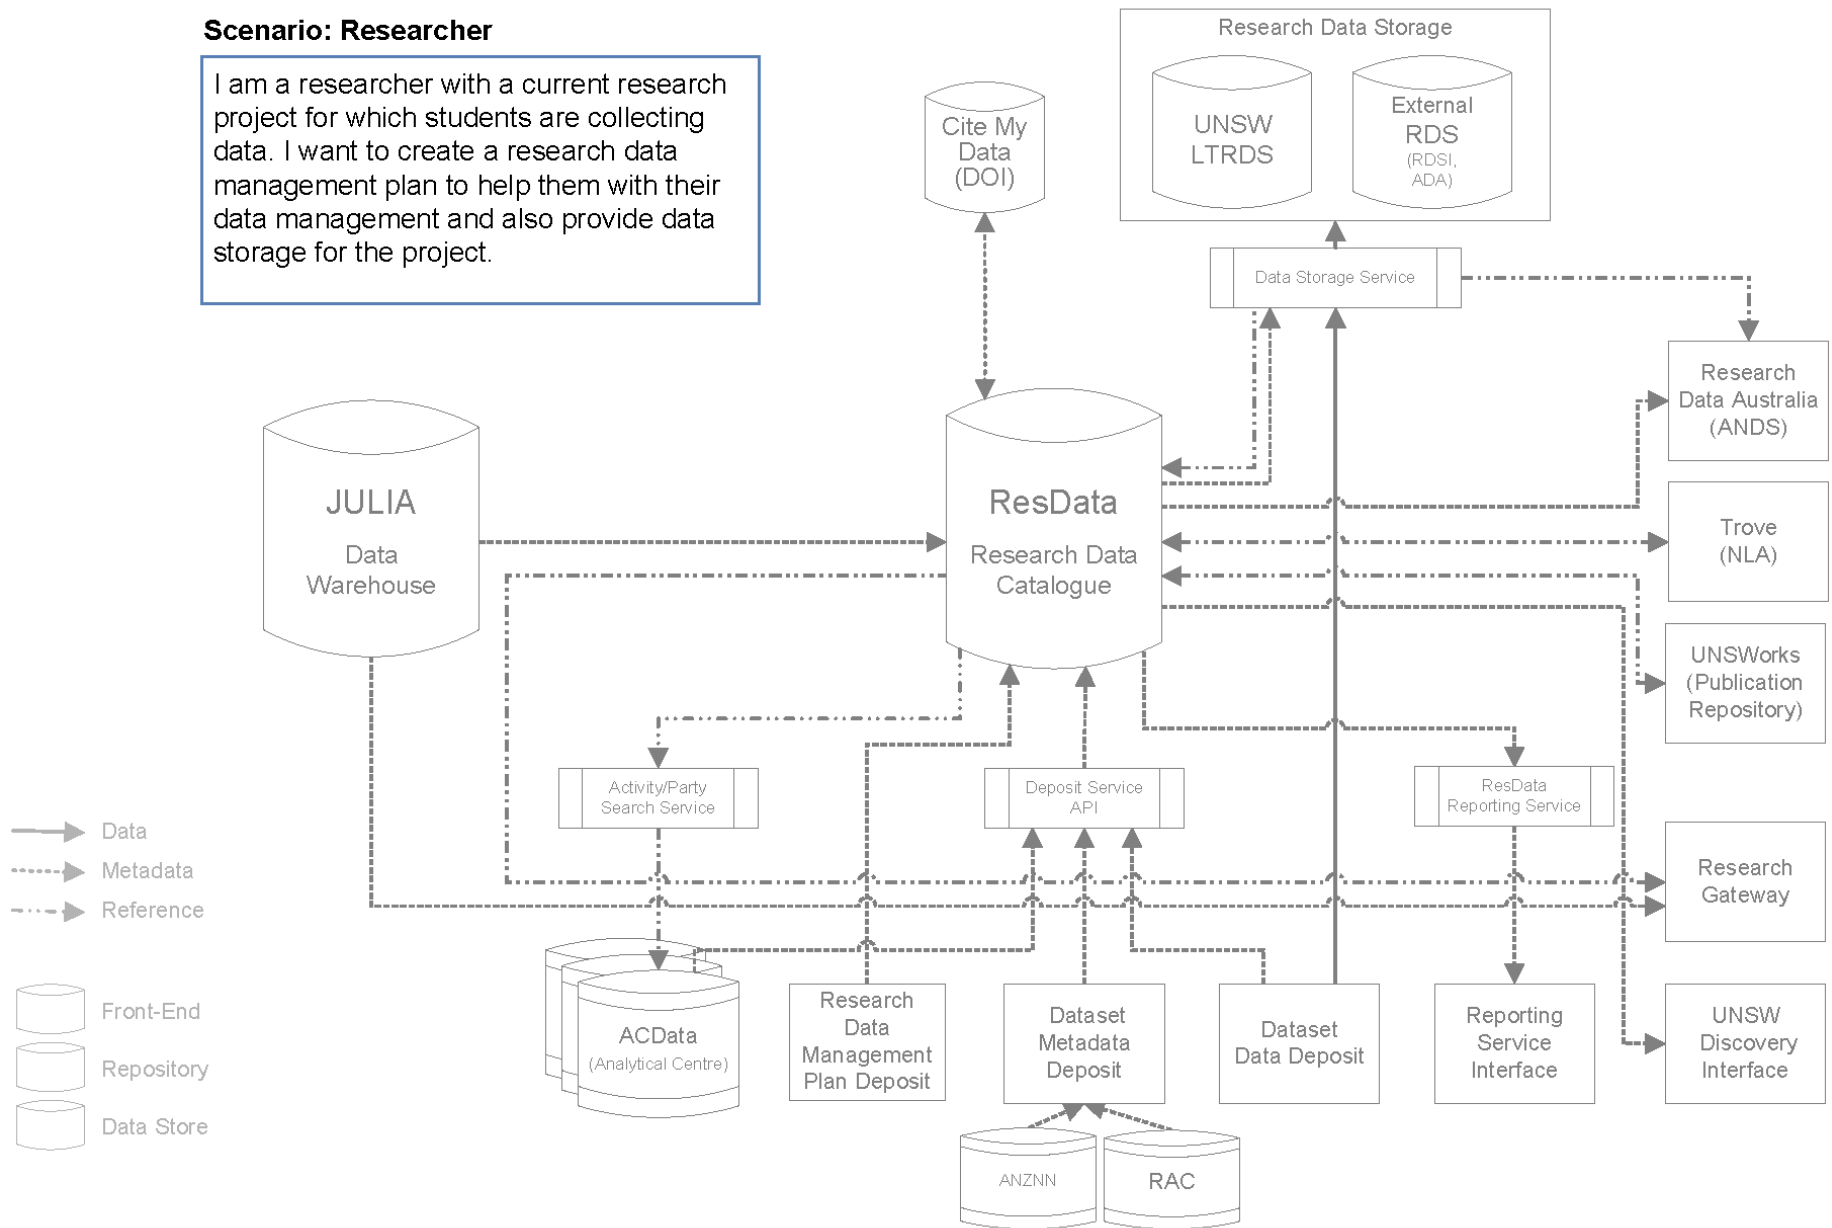 Scenario: Researcher
I am a researcher with a current research
project for which students are collecting
data. I want to create a research data
management plan to help them with their
data management and also provide data
storage for the project.
Research Data Storage
UNSW
LTRDS
External
RDS
(RDSI,
ADA)
Cite My
Data
(DOI)
Data Storage Service
Research
Data Australia
(ANDS)
JULIA
Data
Warehouse
ResData
Research Data
Catalogue
Trove
(NLA)
UNSWorks
(Publication
Repository)
Activity/Party
Search Service
Deposit Service
API
ResData
Reporting Service
Data
Metadata
Reference
Research
Gateway
Front-End
Repository
Data Store
ACData
(Analytical Centre)
Research
Data
Management
Plan Deposit
Dataset
Metadata
Deposit
Dataset
Data Deposit
Reporting
Service
Interface
UNSW
Discovery
Interface
ANZNN
RAC